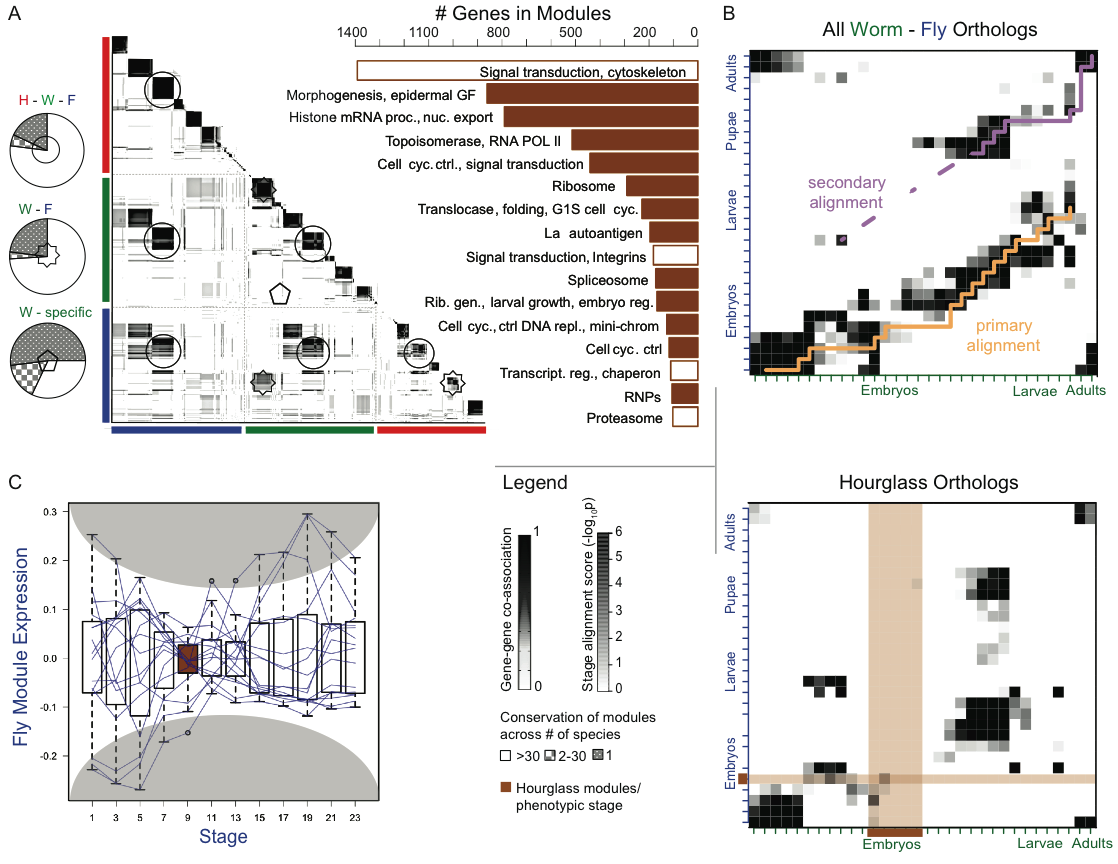 A
# Genes in Modules
1400 1100 800 500 200 0
H - W - F
W - F
W - specific
Signal transduction, cytoskeleton
Morphogenesis, epidermal GF
Histone mRNA proc., nuc. export
Topoisomerase, RNA POL II
Cell cyc.ctrl., signal transduction
Ribosome
Translocase, folding, G1S cell cyc.
La autoantigen
Signal transduction, Integrins
Spliceosome
Rib. gen., larval growth, embryo reg.
Cell cyc., ctrl DNA repl., mini-chrom
Cell cyc. ctrl
Transcript. reg., chaperon
RNPs
Proteasome
B
All Worm - Fly Orthologs
Adults
Pupae
Larvae
Embryos
secondary
alignment
primary
alignment
Embryos Larvae Adults
C
Fly Module Expression
0.3
0.2
0.1
0.0
-0.1
-0.2
1 3 5 7 9 11 13 15 17 19 21 23
Stage
Legend
Gene-gene co-association
1
0
Stage alignment score (-log10p)
6
5
4
3
2
1
0
Conservation of modules
across # of species
>30 2-30 1
Hourglass modules/
phenotypic stage
Hourglass Orthologs
Adults
Pupae
Larvae
Embryos
Embryos Larvae Adults